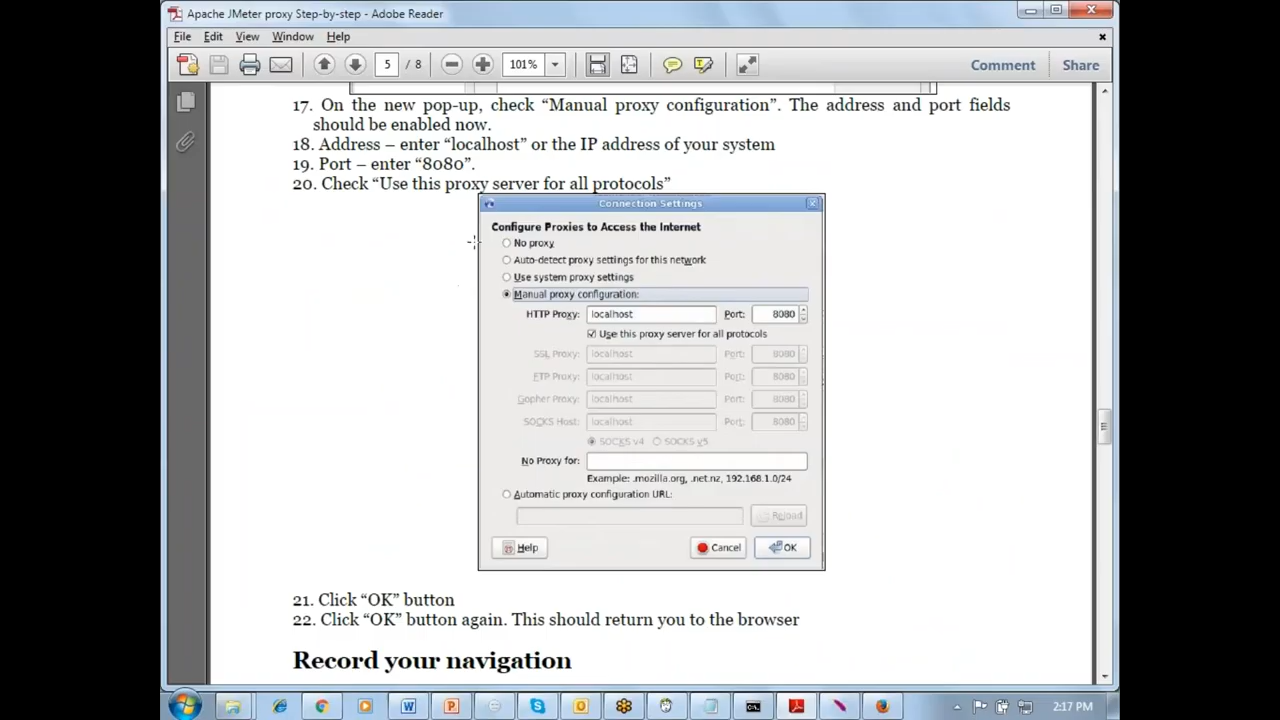 Apache JMeter proxy Step-by-step - Adobe Reader
File Edit View Window Help
5 / 8 101% Comment Share
17. On the new pop-up, check “Manual proxy configuration”. The address and port fields
should be enabled now.
18. Address – enter “localhost” or the IP address of your system
19. Port – enter “8080”.
20. Check “Use this proxy server for all protocols”
Connection Settings
Configure Proxies to Access the Internet
No proxy
Auto-detect proxy settings for this network
Use system proxy settings
Manual proxy configuration:
HTTP Proxy: localhost Port: 8080
Use this proxy server for all protocols
SSL Proxy: localhost Port: 8080
FTP Proxy: localhost Port: 8080
Gopher Proxy: localhost Port: 8080
SOCKS Host: localhost Port: 8080
SOCKS v4 SOCKS v5
No Proxy for:
Example: .mozilla.org, .net.nz, 192.168.1.0/24
Automatic proxy configuration URL:
Reload
Help Cancel OK
21. Click “OK” button
22. Click “OK” button again. This should return you to the browser
Record your navigation
2:17 PM